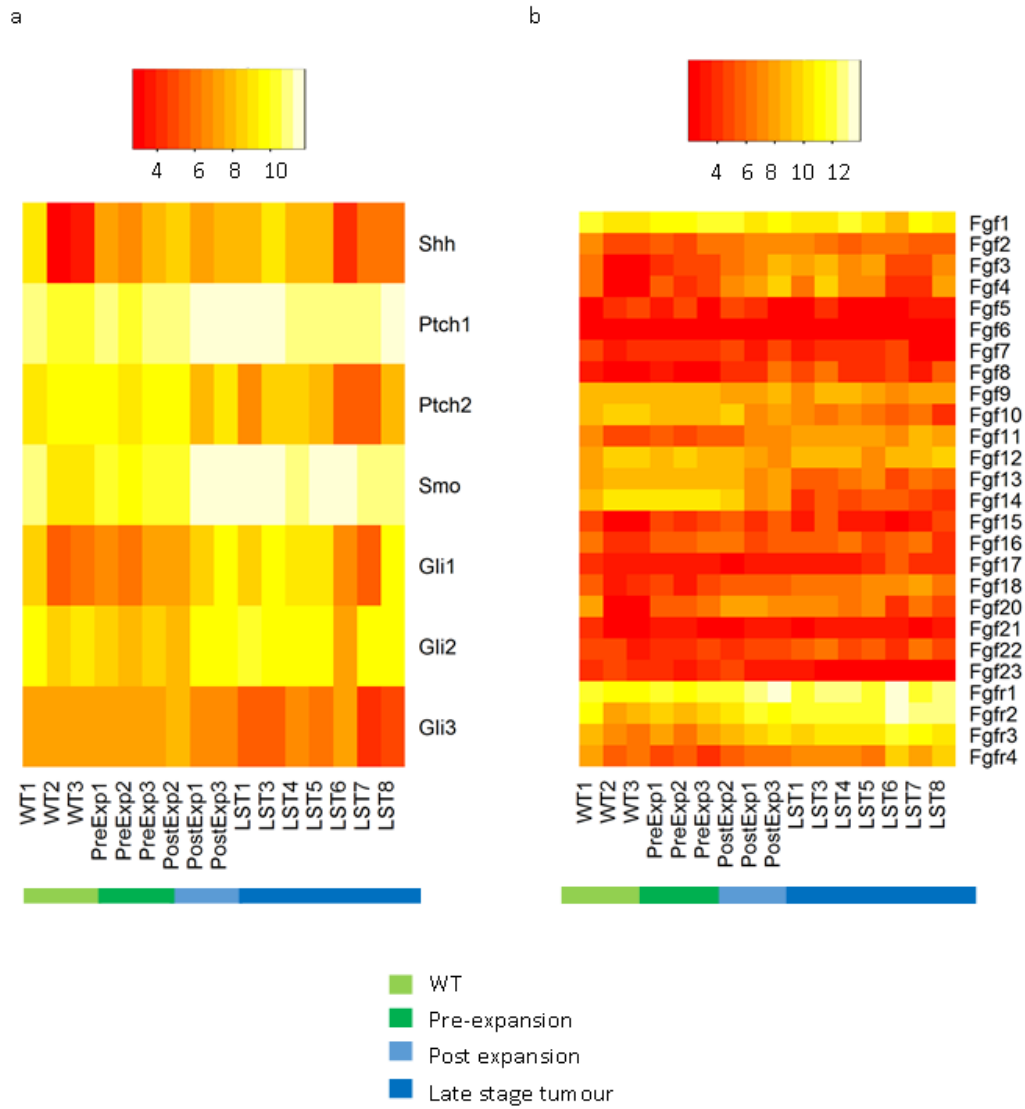 a
b
4 6 8 10
4 6 8 10 12
Shh
Ptch1
Ptch2
Smo
Gli1
Gli2
Gli3
WT1
WT2
WT3
PreExp1
PreExp2
PreExp3
PostExp2
PostExp1
PostExp3
LST1
LST3
LST4
LST5
LST6
LST7
LST8
Fgf1
Fgf2
Fgf3
Fgf4
Fgf5
Fgf6
Fgf7
Fgf8
Fgf9
Fgf10
Fgf11
Fgf12
Fgf13
Fgf14
Fgf15
Fgf16
Fgf17
Fgf18
Fgf20
Fgf21
Fgf22
Fgf23
Fgfr1
Fgfr2
Fgfr3
Fgfr4
WT1
WT2
WT3
PreExp1
PreExp2
PreExp3
PostExp2
PostExp1
PostExp3
LST1
LST3
LST4
LST5
LST6
LST7
LST8
WT
Pre-expansion
Post expansion
Late stage tumour